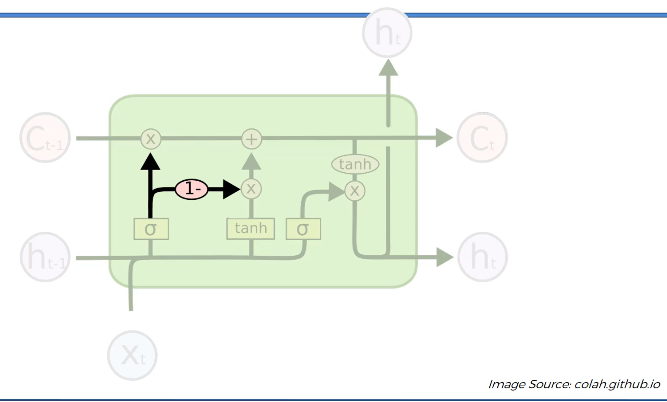 ht
Ct-1
x
+
Ct
tanh
1-
x
x
σ
tanh
σ
ht-1
ht
Xt
Image Source: colah.github.io